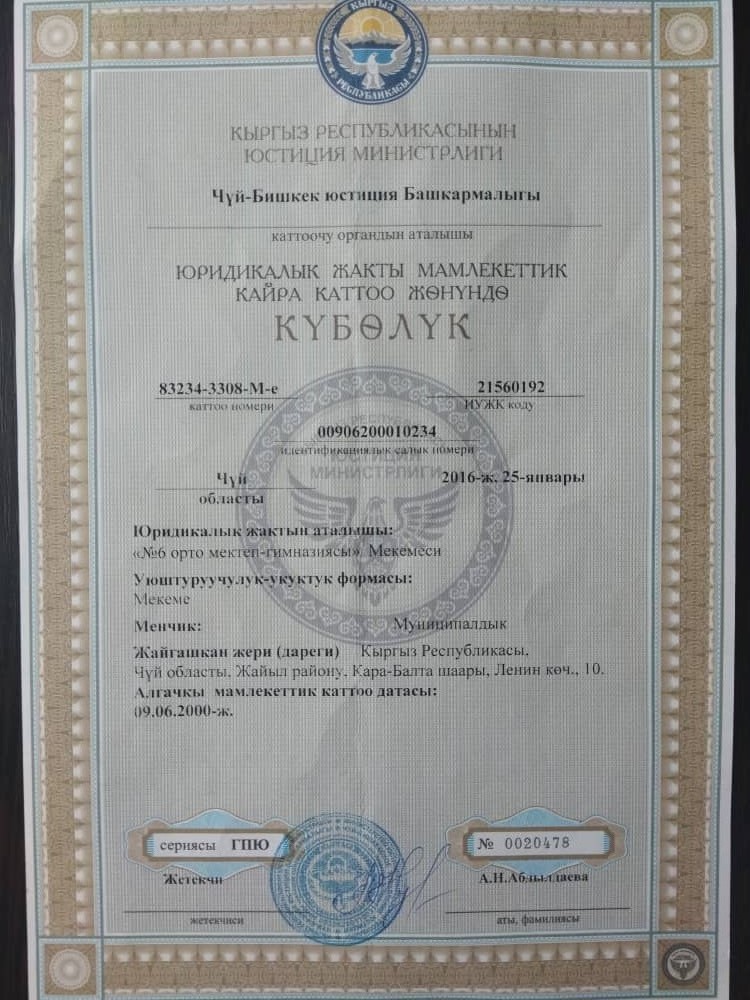 КЫРГЫЗ
РЕСПУБЛИКАСЫ
КЫРГЫЗ РЕСПУБЛИКАСЫНЫН
ЮСТИЦИЯ МИНИСТРЛИГИ
Чүй-Бишкек юстиция Башкармалыгы
каттоочу органдын аталышы
ЮРИДИКАЛЫК ЖАКТЫ МАМЛЕКЕТТИК
КАЙРА КАТТОО ЖӨНҮНДӨ
КҮБӨЛҮК
83234-3308-М-е 21560192
каттоо номери ИУЖК коду
00906200010234
идентификациялык салык номери
МИНИСТРЛИГИ
Чүй 2016-ж. 25-январы
областы
Юридикалык жактын аталышы:
«№6 орто мектеп-гимназиясы» Мекемеси
Уюштуруучулук-укуктук формасы:
Мекеме
Менчик: Муниципалдык
Жайгашкан жери (дареги) Кыргыз Республикасы,
Чүй областы, Жайыл району, Кара-Балта шаары, Ленин көч., 10.
Алгачкы мамлекеттик каттоо датасы:
09.06.2000-ж.
сериясы ГПЮ № 0020478
Жетекчи А.Н.Абдылдаева
жетекчиси аты, фамилиясы